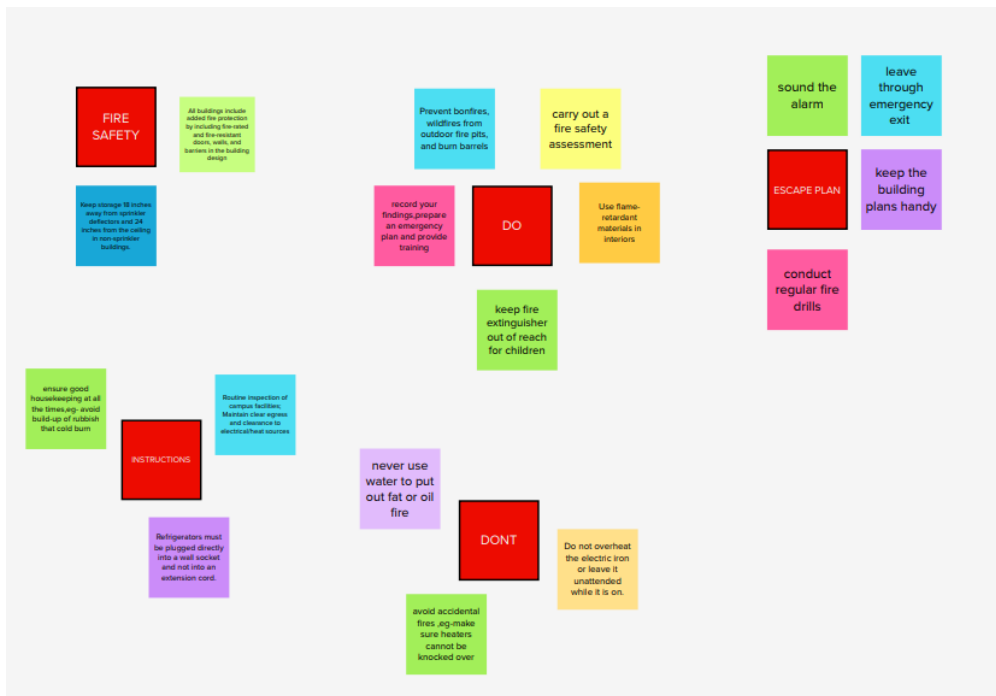 FIRE
SAFETY
All buildings include
added fire protection
by including fire-rated
and fire-resistant
doors, walls, and
barriers in the building
design
Keep storage 18 inches
away from sprinkler
deflectors and 24
inches from the ceiling
in non-sprinkler
buildings.
Prevent bonfires,
wildfires from
outdoor fire pits,
and burn barrels
carry out a
fire safety
assessment
record your
findings,prepare
an emergency
plan and provide
training
DO
Use flame-
retardant
materials in
interiors
keep fire
extinguisher
out of reach
for children
sound the
alarm
leave
through
emergency
exit
ESCAPE PLAN
keep the
building
plans handy
conduct
regular fire
drills
ensure good
housekeeping at all
the times,eg- avoid
build-up of rubbish
that cold burn
Routine inspection of
campus facilities;
Maintain clear egress
and clearance to
electrical/heat sources
INSTRUCTIONS
Refrigerators must
be plugged directly
into a wall socket
and not into an
extension cord.
never use
water to put
out fat or oil
fire
DONT
Do not overheat
the electric iron
or leave it
unattended
while it is on.
avoid accidental
fires ,eg-make
sure heaters
cannot be
knocked over